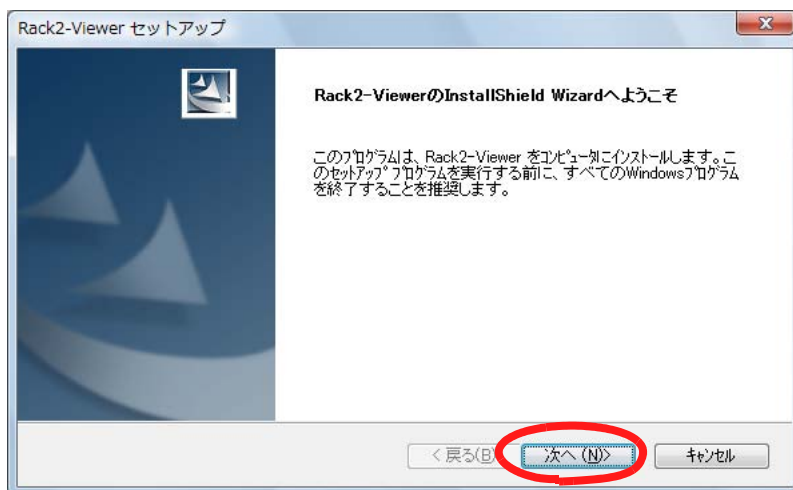 Rack2-Viewer セットアップ
Rack2-ViewerのInstallShield Wizardへようこそ
このﾌﾟﾛｸﾞﾗﾑは、Rack2-Viewer をｺﾝﾋﾟｭｰﾀにｲﾝｽﾄｰﾙします。こ
のｾｯﾄｱｯﾌﾟ ﾌﾟﾛｸﾞﾗﾑを実行する前に、すべてのWindowsﾌﾟﾛｸﾞﾗﾑ
を終了することを推奨します。
< 戻る(B) 次へ (N)> ｷｬﾝｾﾙ